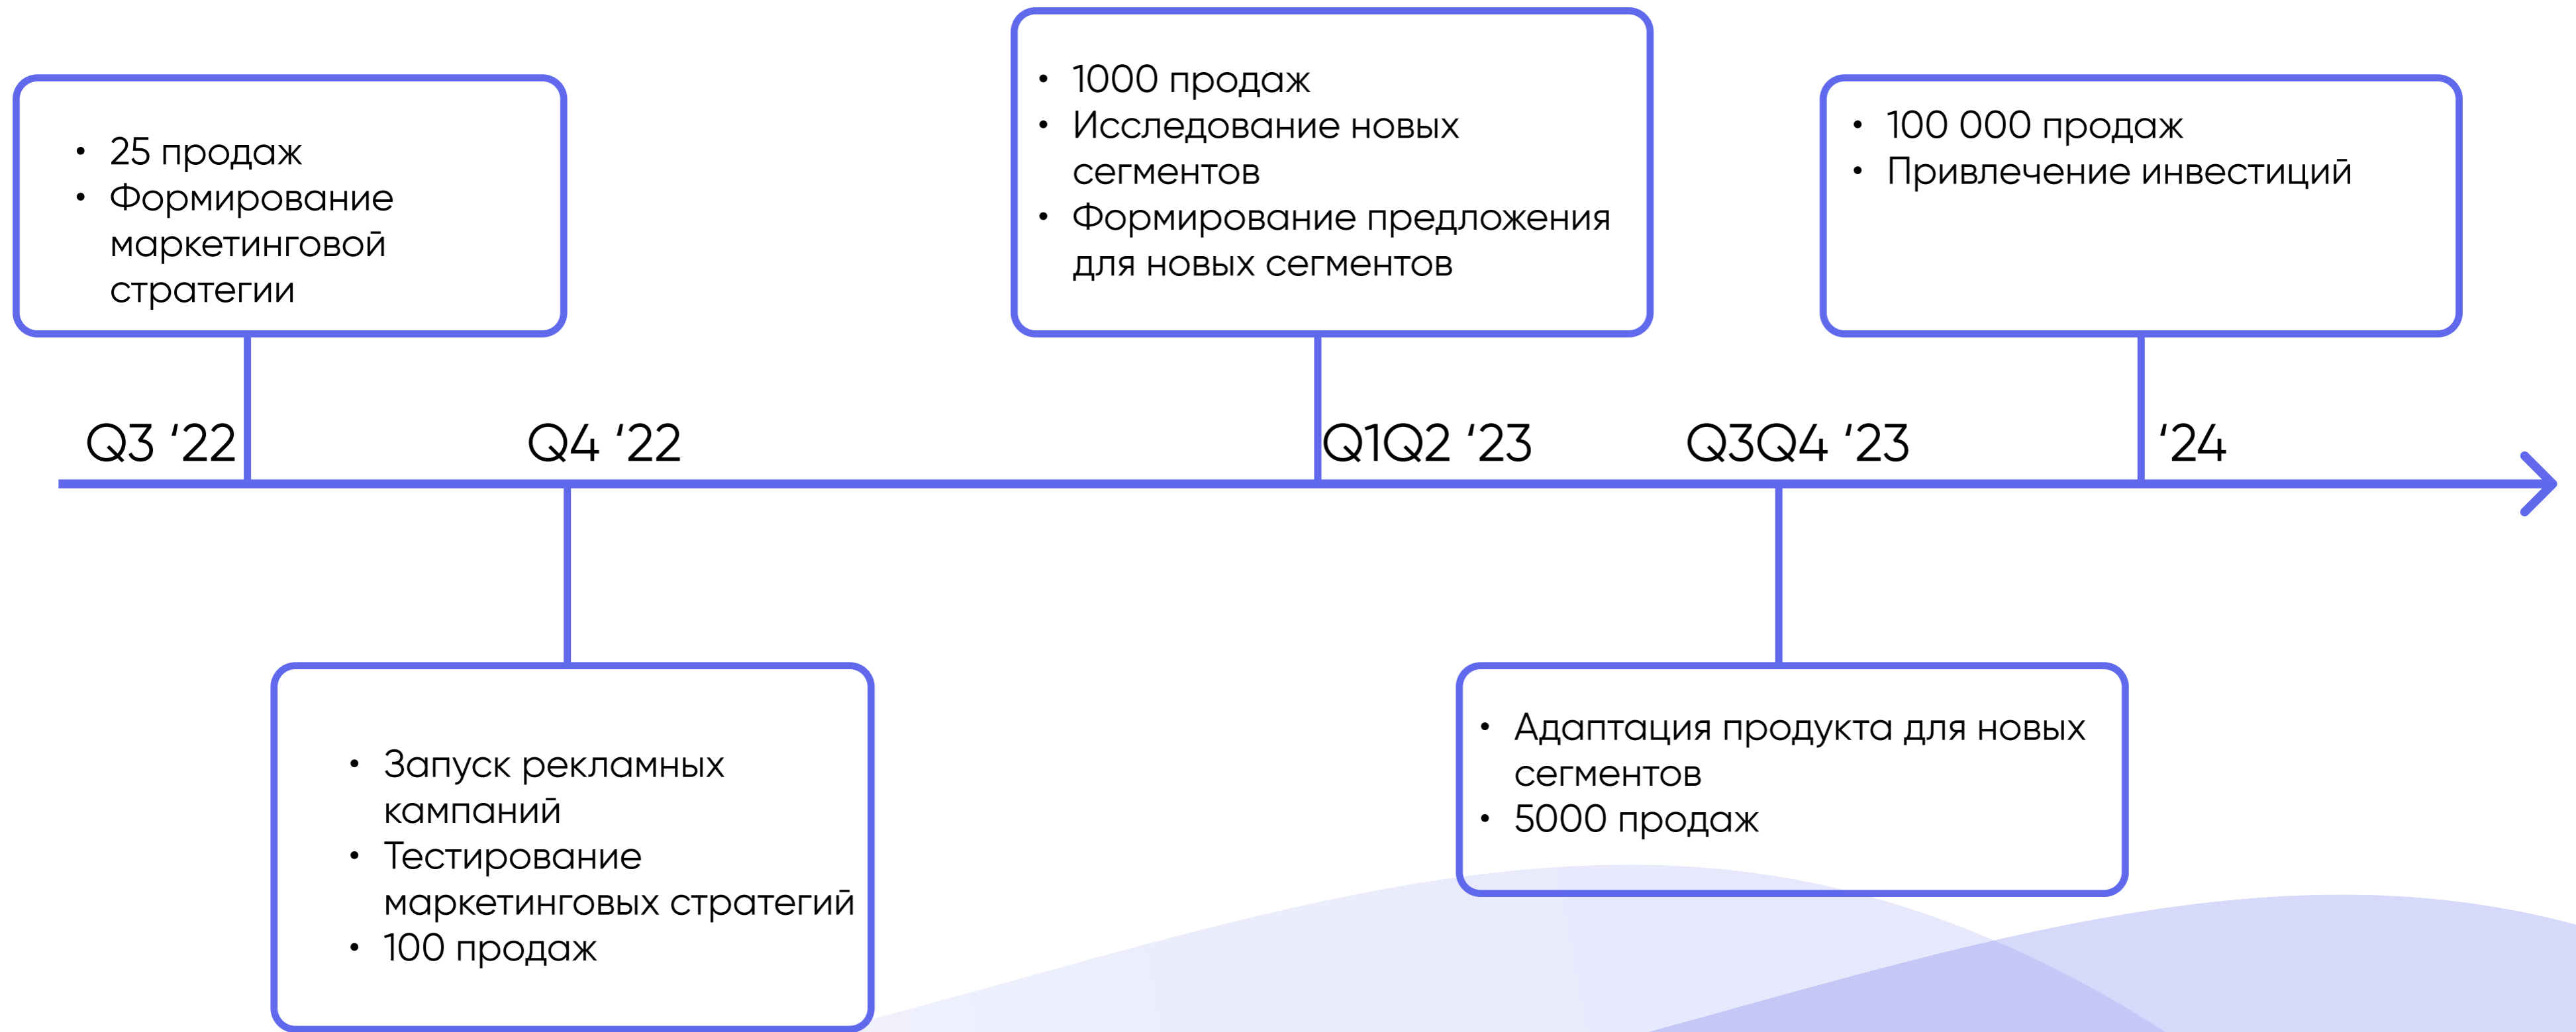 • 25 продаж
• Формирование
маркетинговой
стратегии
• 1000 продаж
• Исследование новых
сегментов
• Формирование предложения
для новых сегментов
• 100 000 продаж
• Привлечение инвестиций
Q3 ‘22
Q4 ‘22
Q1Q2 ‘23
Q3Q4 ‘23
‘24
• Запуск рекламных
кампаний
• Тестирование
маркетинговых стратегий
• 100 продаж
• Адаптация продукта для новых
сегментов
• 5000 продаж